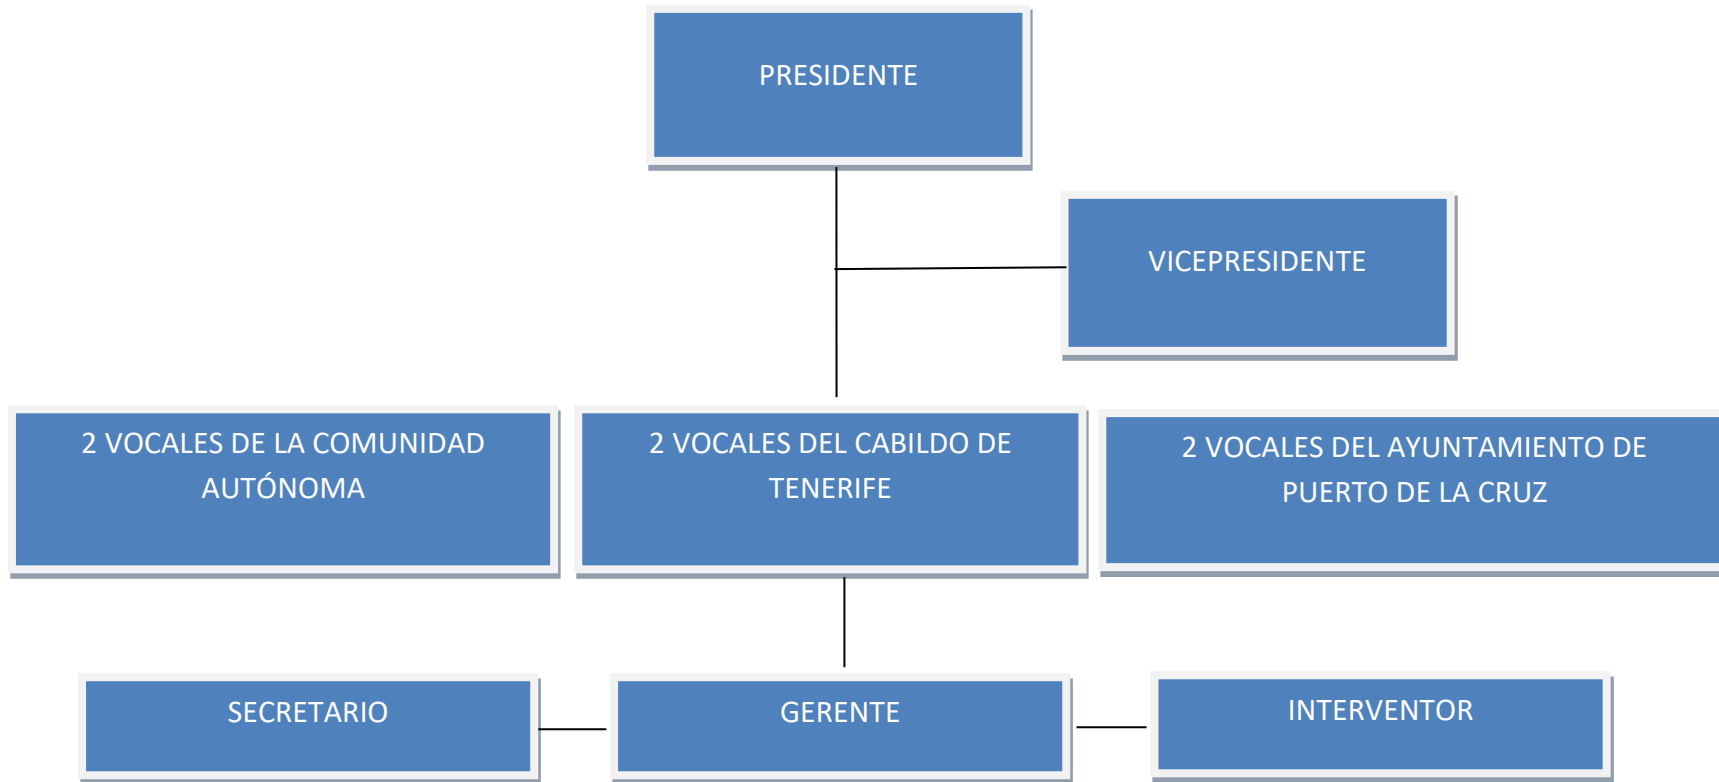 PRESIDENTE
VICEPRESIDENTE
2 VOCALES DE LA COMUNIDAD
AUTÓNOMA
2 VOCALES DEL CABILDO DE
TENERIFE
2 VOCALES DEL AYUNTAMIENTO DE
PUERTO DE LA CRUZ
SECRETARIO
GERENTE
INTERVENTOR